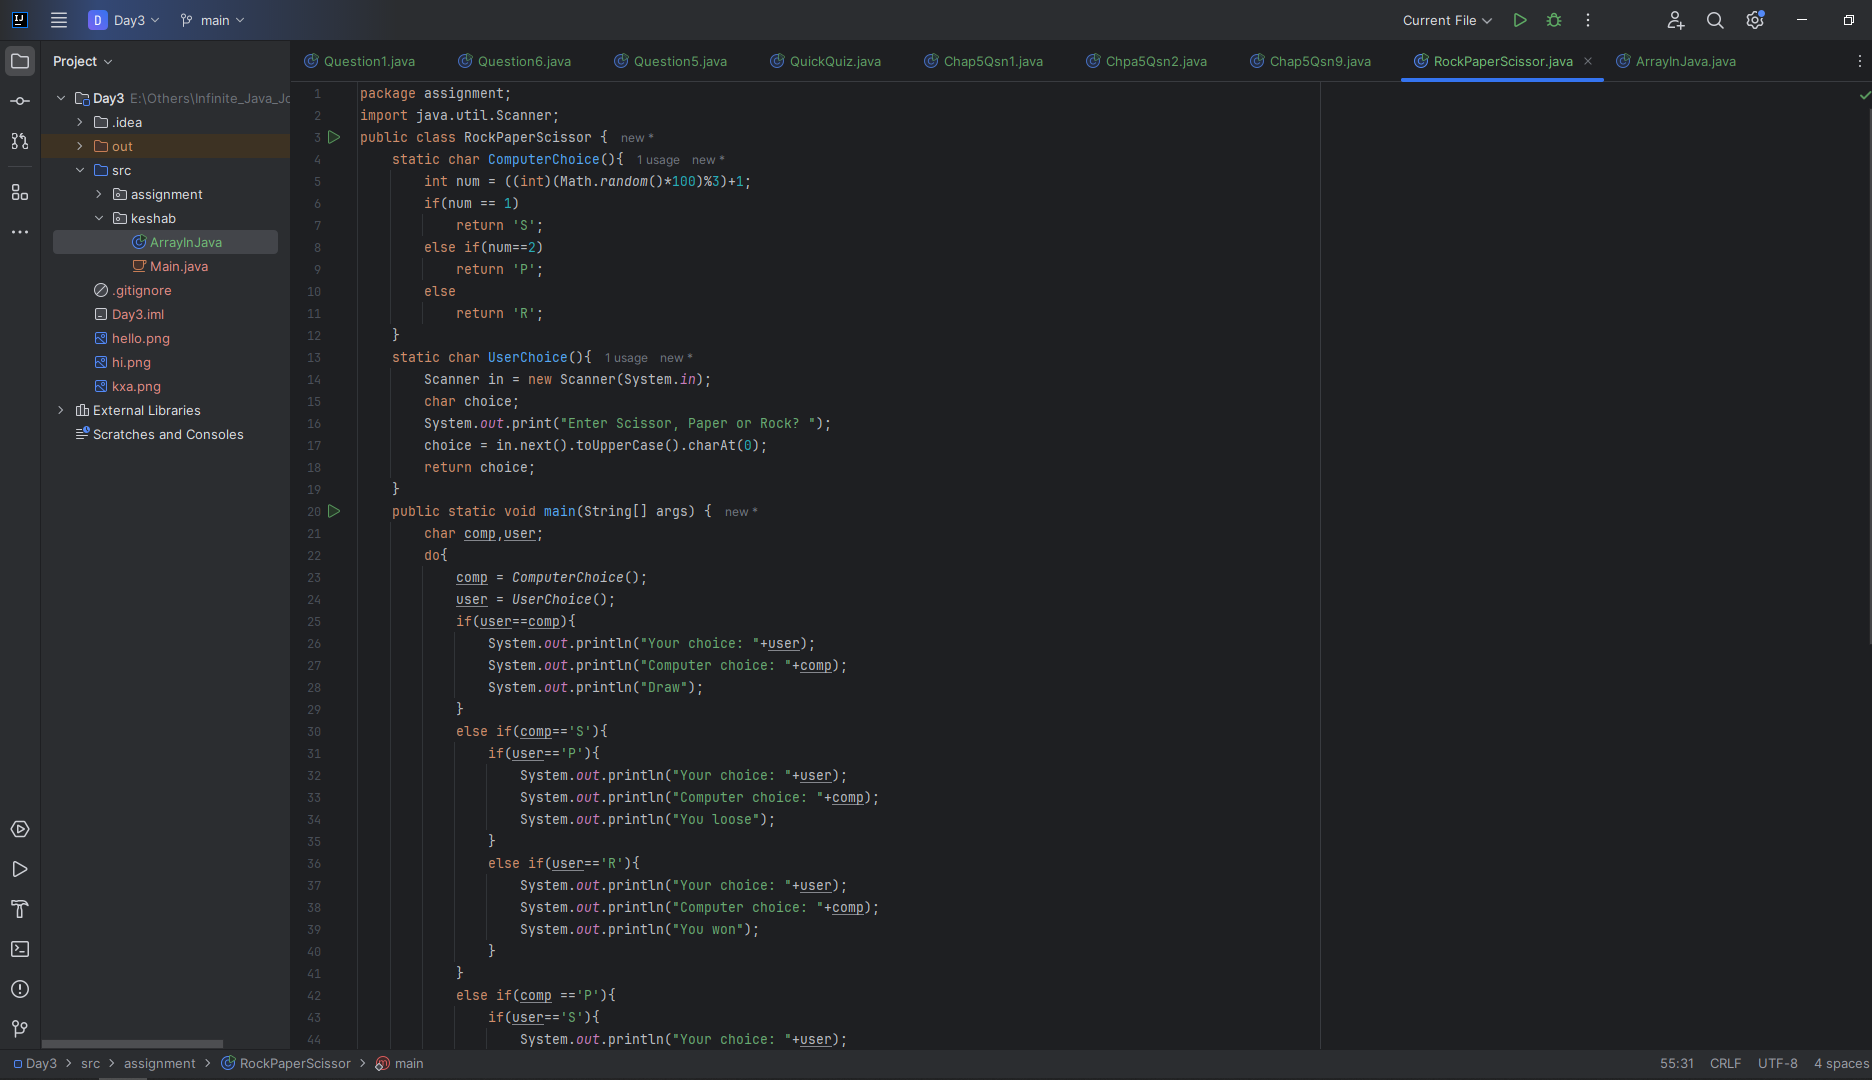 D Day3 main Current File
Project
Question1.java Question6.java Question5.java QuickQuiz.java Chap5Qsn1.java Chpa5Qsn2.java Chap5Qsn9.java RockPaperScissor.java ArrayInJava.java
Day3 E:\Others\Infinite_Java_Jo
.idea
out
src
assignment
keshab
ArrayInJava
Main.java
.gitignore
Day3.iml
hello.png
hi.png
kxa.png
External Libraries
Scratches and Consoles
1 package assignment;
2 import java.util.Scanner;
3 public class RockPaperScissor { new *
4 static char ComputerChoice(){ 1 usage new *
5 int num = ((int)(Math.random()*100)%3)+1;
6 if(num == 1)
7 return 'S';
8 else if(num==2)
9 return 'P';
10 else
11 return 'R';
12 }
13 static char UserChoice(){ 1 usage new *
14 Scanner in = new Scanner(System.in);
15 char choice;
16 System.out.print("Enter Scissor, Paper or Rock? ");
17 choice = in.next().toUpperCase().charAt(0);
18 return choice;
19 }
20 public static void main(String[] args) { new *
21 char comp,user;
22 do{
23 comp = ComputerChoice();
24 user = UserChoice();
25 if(user==comp){
26 System.out.println("Your choice: "+user);
27 System.out.println("Computer choice: "+comp);
28 System.out.println("Draw");
29 }
30 else if(comp=='S'){
31 if(user=='P'){
32 System.out.println("Your choice: "+user);
33 System.out.println("Computer choice: "+comp);
34 System.out.println("You loose");
35 }
36 else if(user=='R'){
37 System.out.println("Your choice: "+user);
38 System.out.println("Computer choice: "+comp);
39 System.out.println("You won");
40 }
41 }
42 else if(comp =='P'){
43 if(user=='S'){
44 System.out.println("Your choice: "+user);
Day3 > src > assignment > RockPaperScissor > main 55:31 CRLF UTF-8 4 spaces